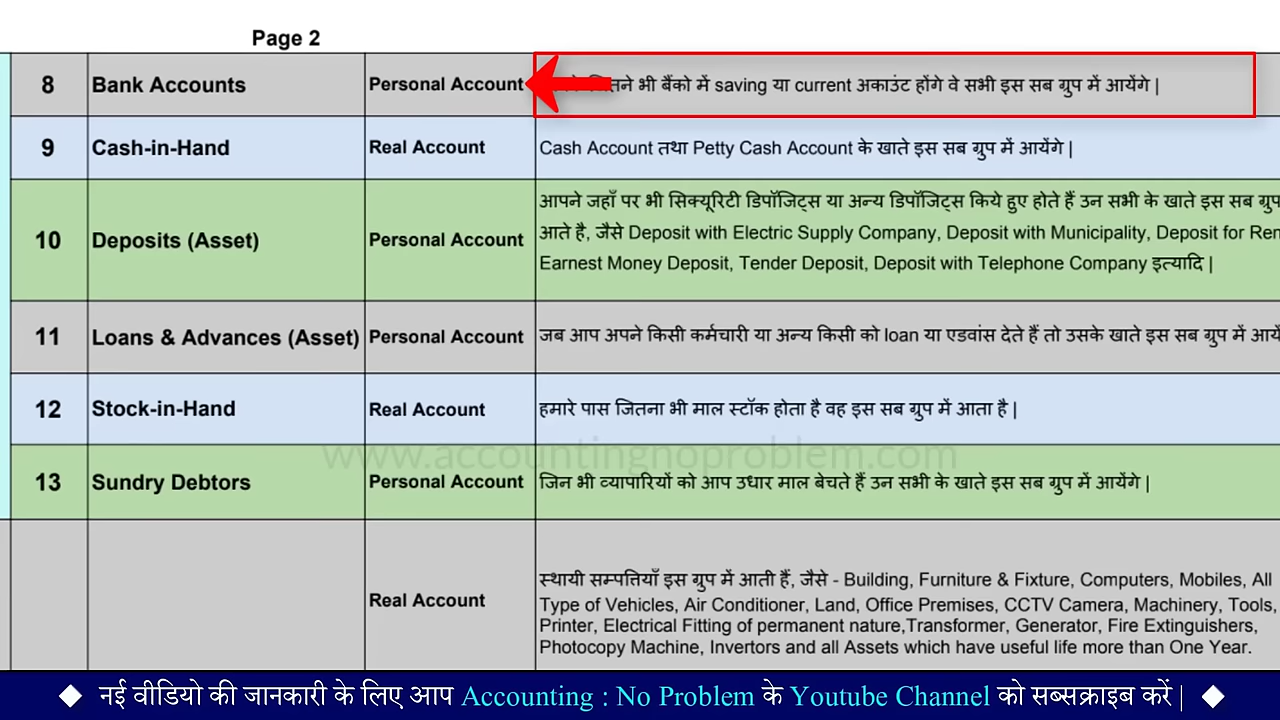 Page 2
8 Bank Accounts Personal Account भी बैंको में saving या current अकाउंट होंगे वे सभी इस सब ग्रुप में आयेंगे |
9 Cash-in-Hand Real Account Cash Account तथा Petty Cash Account के खाते इस सब ग्रुप में आयेंगे |
आपने जहाँ पर भी सिक्यूरिटी डिपॉजिट्स या अन्य डिपॉजिट्स किये हुए होते हैं उन सभी के खाते इस सब ग्रुप
10 Deposits (Asset) Personal Account आते है, जैसे Deposit with Electric Supply Company, Deposit with Municipality, Deposit for Ren
Earnest Money Deposit, Tender Deposit, Deposit with Telephone Company इत्यादि |
11 Loans & Advances (Asset) Personal Account जब आप अपने किसी कर्मचारी या अन्य किसी को loan या एडवांस देते हैं तो उसके खाते इस सब ग्रुप में
12 Stock-in-Hand Real Account हमारे पास जितना भी माल स्टॉक होता है वह इस सब ग्रुप में आता है |
www.accountingnoproblem.com
13 Sundry Debtors Personal Account जिन भी व्यापारियों को आप उधार माल बेचते हैं उन सभी के खाते इस सब ग्रुप में आयेंगे |
स्थायी सम्पत्तियाँ इस ग्रुप में आती हैं, जैसे - Building, Furniture & Fixture, Computers, Mobiles, All
Real Account Type of Vehicles, Air Conditioner, Land, Office Premises, CCTV Camera, Machinery, Tools,
Printer, Electrical Fitting of permanent nature,Transformer, Generator, Fire Extinguishers,
Photocopy Machine, Invertors and all Assets which have useful life more than One Year.
◆ नई वीडियो की जानकारी के लिए आप Accounting : No Problem के Youtube Channel को सब्सक्राइब करें | ◆